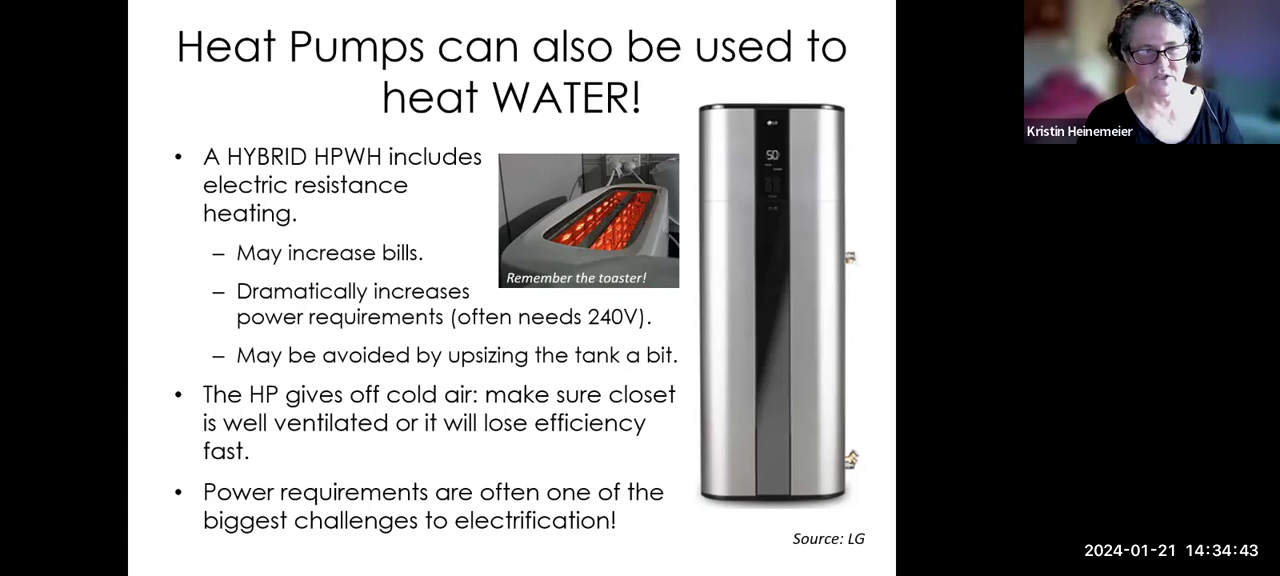 Heat Pumps can also be used to
heat WATER!
• A HYBRID HPWH includes
electric resistance
heating.
– May increase bills.
– Dramatically increases
power requirements (often needs 240V).
– May be avoided by upsizing the tank a bit.
• The HP gives off cold air: make sure closet
is well ventilated or it will lose efficiency
fast.
• Power requirements are often one of the
biggest challenges to electrification!
Remember the toaster!
LG
50
Source: LG
Kristin Heinemeier
2024-01-21 14:34:43